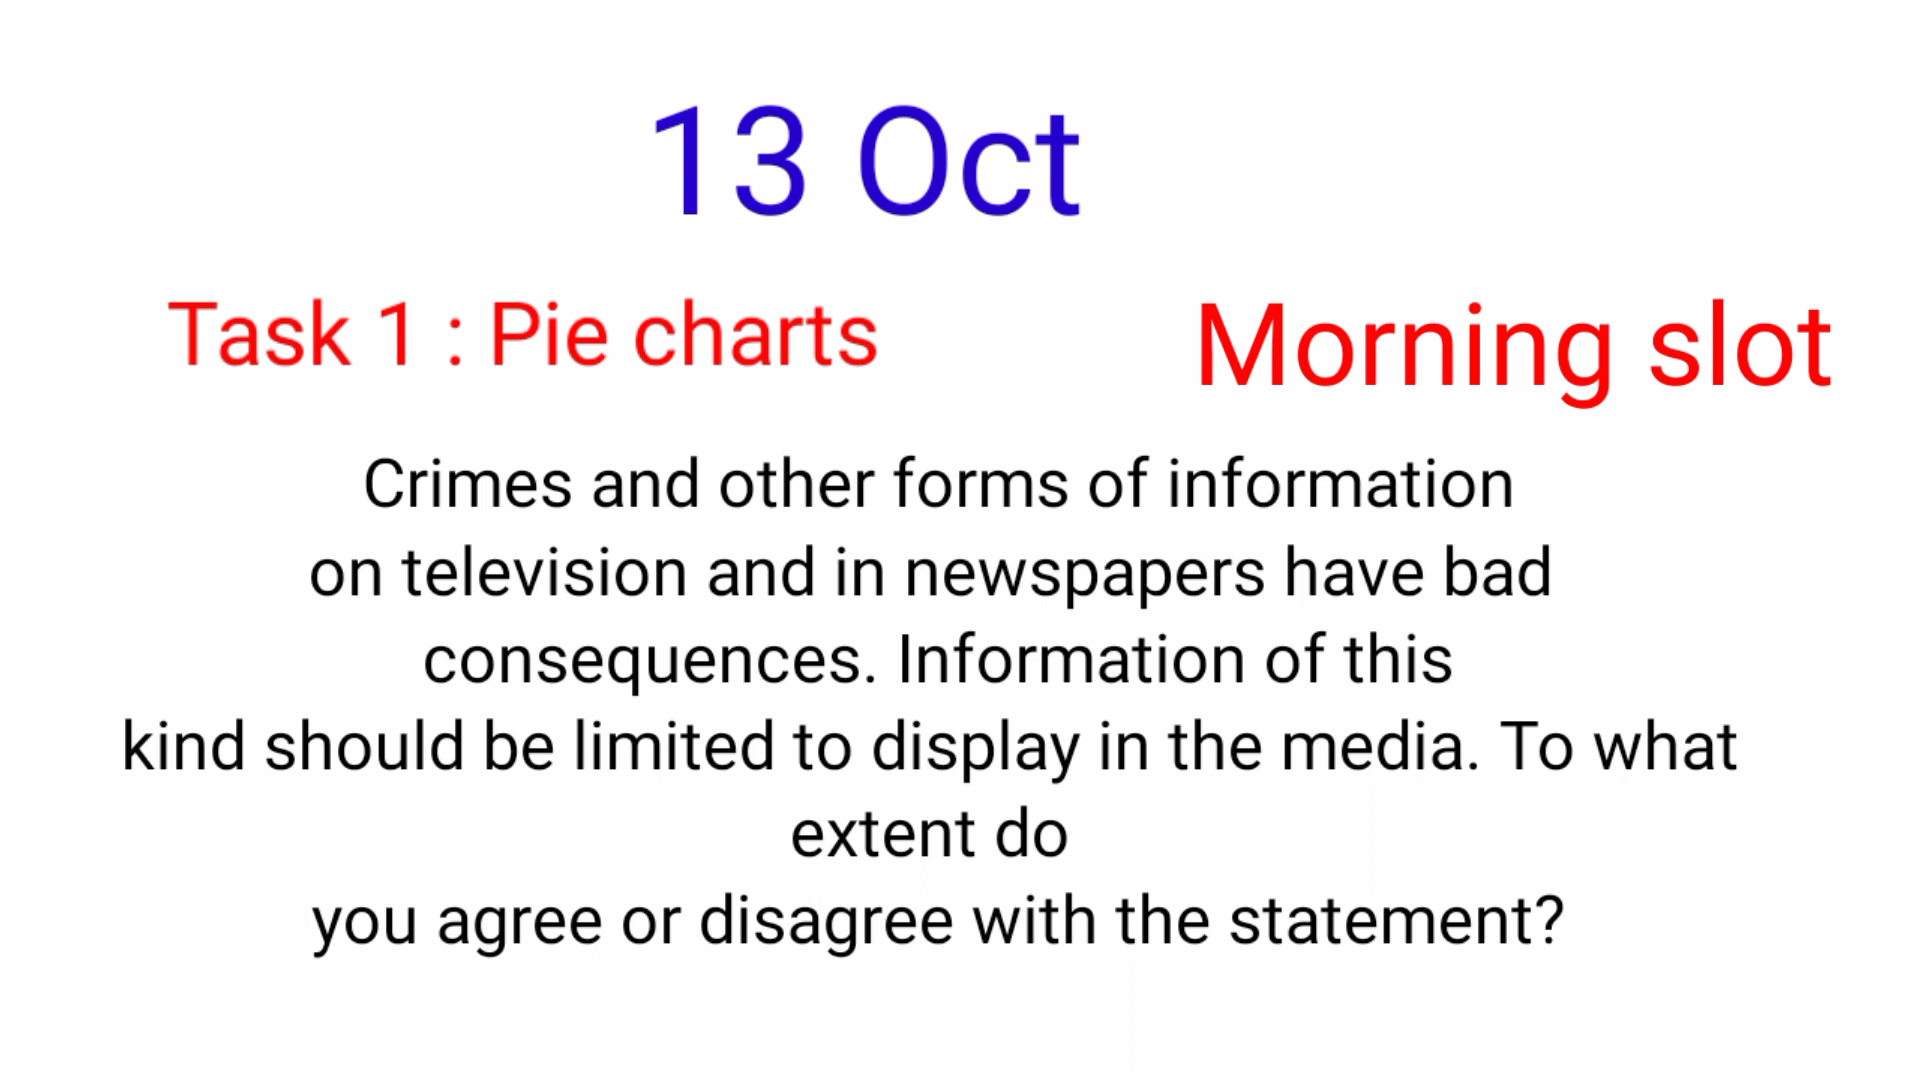 13 Oct
Task 1 : Pie charts
Morning slot
Crimes and other forms of information
on television and in newspapers have bad
consequences. Information of this
kind should be limited to display in the media. To what
extent do
you agree or disagree with the statement?